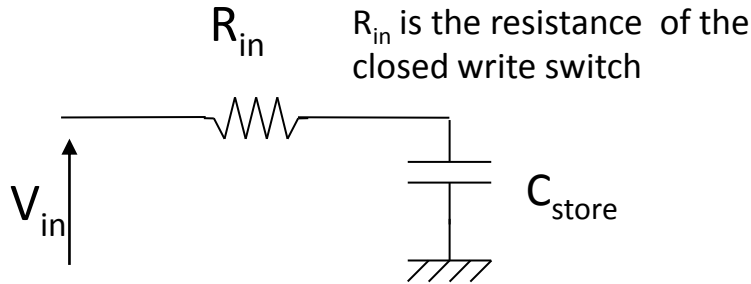 R_in
R_in is the resistance of the
closed write switch
V_in
C_store